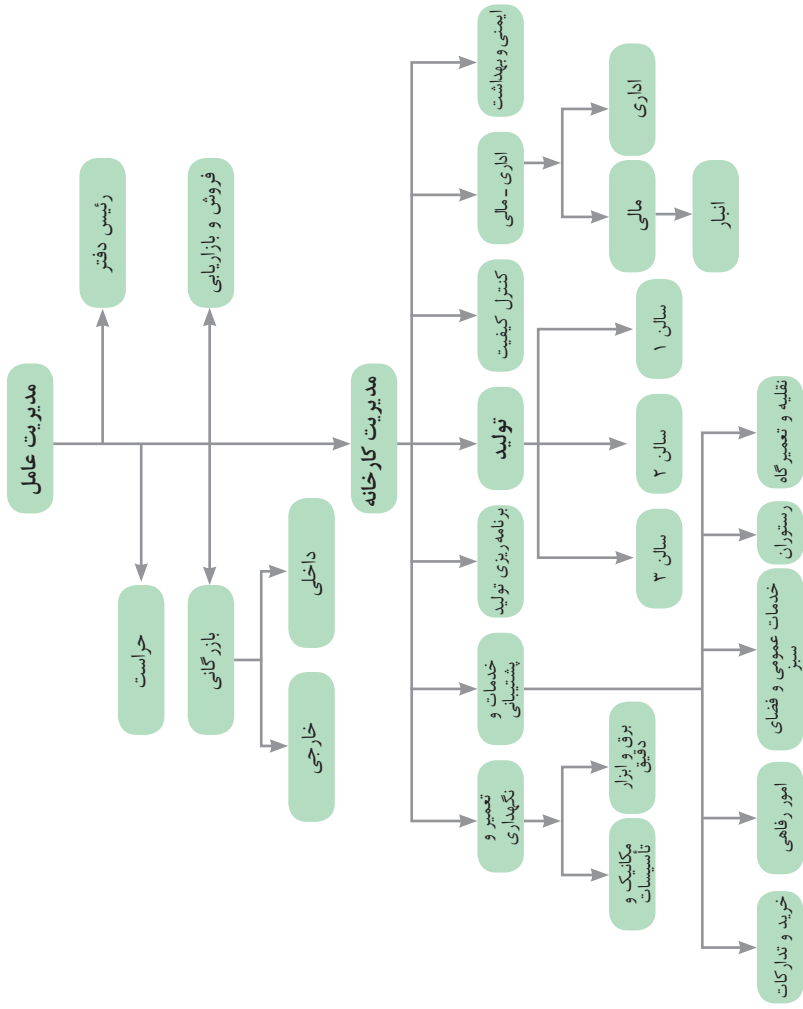 مدیریت عامل
رئیس دفتر
حراست
فروش و بازاریابی
بازرگانی
داخلی
خارجی
مدیریت کارخانه
ایمنی و بهداشت
اداری - مالی
کنترل کیفیت
تولید
برنامه ریزی تولید
خدمات و
پشتیبانی
تعمیر و
نگهداری
اداری
مالی
انبار
سالن ۱
سالن ۲
سالن ۳
برق و ابزار
دقیق
مکانیک و
تأسیسات
نقلیه و تعمیرگاه
رستوران
خدمات عمومی و فضای
سبز
امور رفاهی
خرید و تدارکات